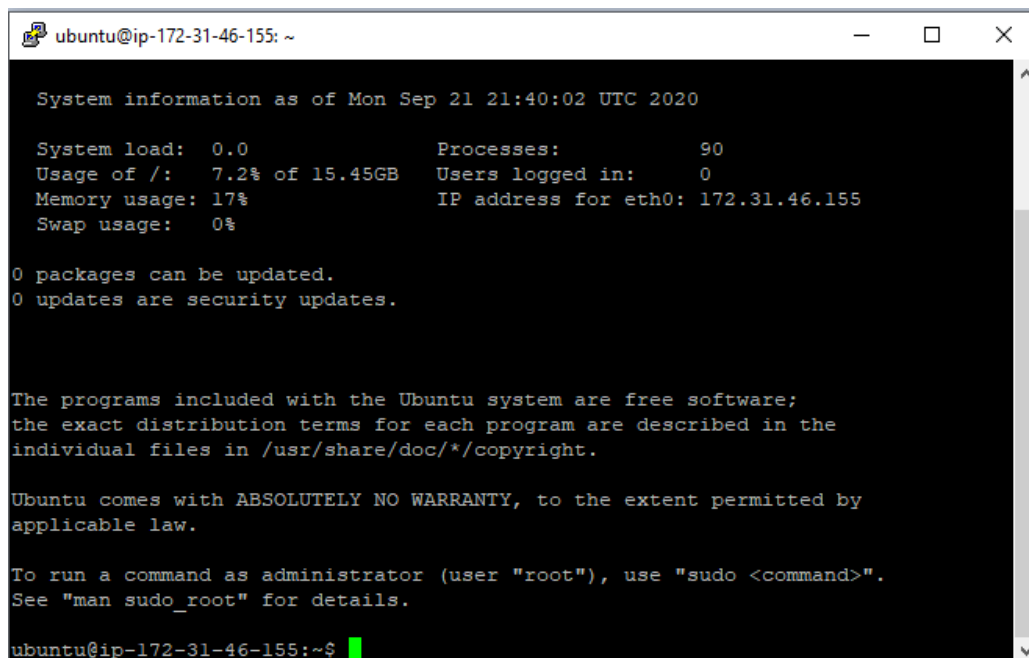 ubuntu@ip-172-31-46-155: ~
System information as of Mon Sep 21 21:40:02 UTC 2020
System load:  0.0                Processes:           90
Usage of /:   7.2% of 15.45GB   Users logged in:     0
Memory usage: 17%                IP address for eth0: 172.31.46.155
Swap usage:   0%
0 packages can be updated.
0 updates are security updates.
The programs included with the Ubuntu system are free software;
the exact distribution terms for each program are described in the
individual files in /usr/share/doc/*/copyright.
Ubuntu comes with ABSOLUTELY NO WARRANTY, to the extent permitted by
applicable law.
To run a command as administrator (user "root"), use "sudo <command>".
See "man sudo_root" for details.
ubuntu@ip-172-31-46-155:~$